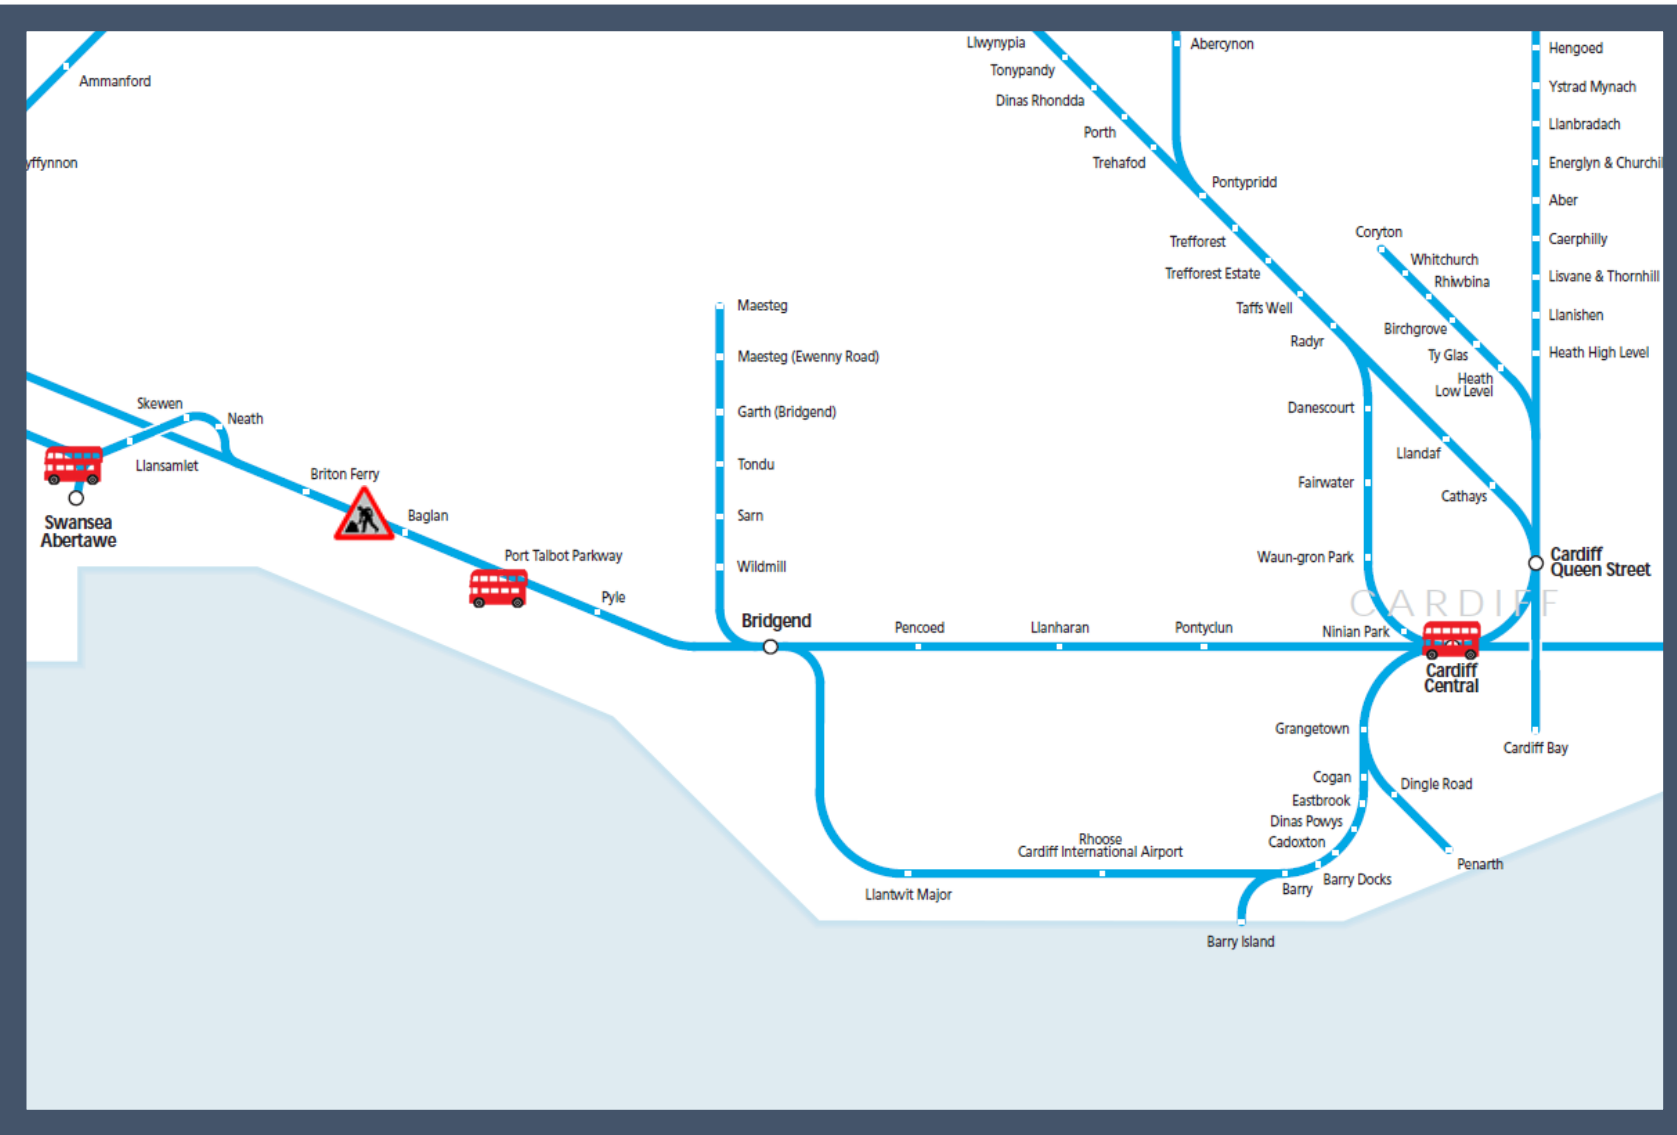 Llwynypia
Abercynon
Hengoed
Tonypandy
Ammanford
Ystrad Mynach
Dinas Rhondda
Llanbradach
Porth
Trehafod
yffynnon
Energlyn & Churchil
Pontypridd
Aber
Coryton
Trefforest
Caerphilly
Whitchurch
Trefforest Estate
Rhiwbina
Lisvane & Thornhill
Maesteg
Taffs Well
Llanishen
Birchgrove
Radyr
Maesteg (Ewenny Road)
Ty Glas
Heath High Level
Heath
Low Level
Skewen
Neath
Garth (Bridgend)
Danescourt
Llandaf
Llansamlet
Tondu
Briton Ferry
Fairwater
Cathays
Baglan
Sarn
Swansea
Abertawe
Port Talbot Parkway
Wildmill
Waun-gron Park
Cardiff
Queen Street
Pyle
CARDIFF
Bridgend
Pencoed
Llanharan
Pontyclun
Ninian Park
Cardiff
Central
Grangetown
Cardiff Bay
Cogan
Dingle Road
Eastbrook
Dinas Powys
Rhoose
Cardiff International Airport
Cadoxton
Penarth
Barry Docks
Llantwit Major
Barry
Barry Island